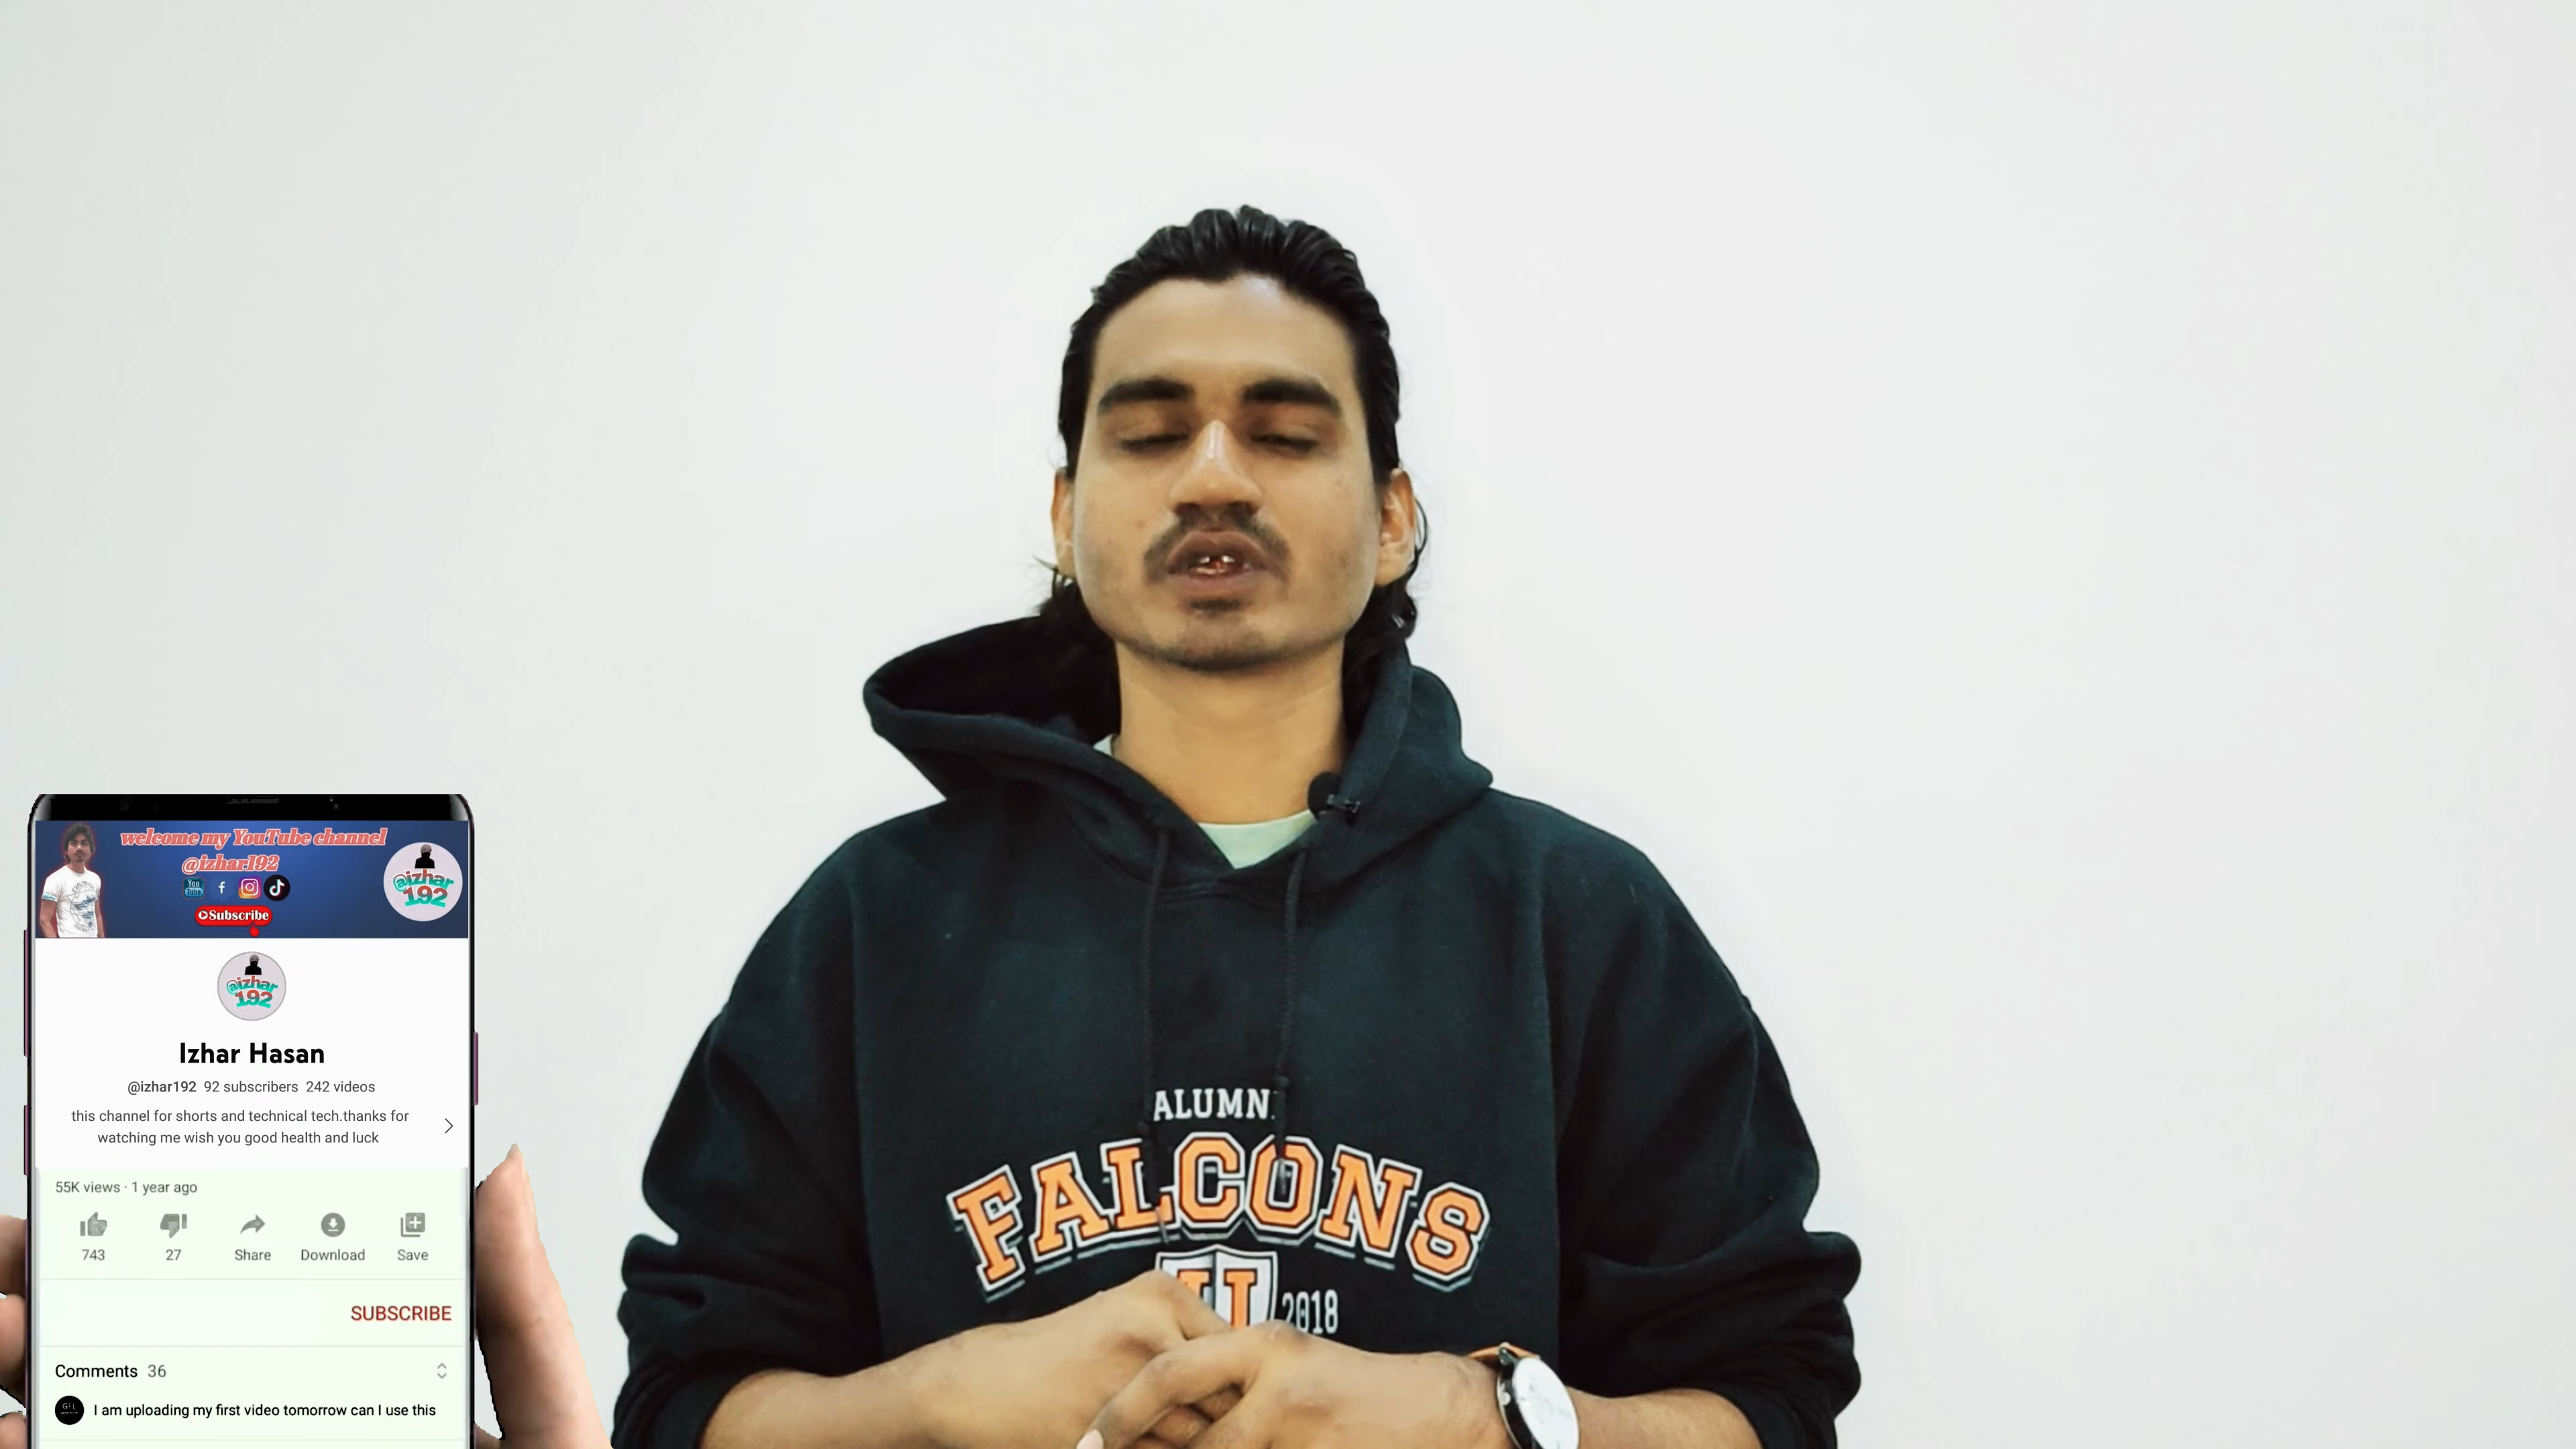 welcome my YouTube channel
@izhar192
You
Tube
Subscribe
@izhar
192
@izhar
192
Izhar Hasan
@izhar192 92 subscribers 242 videos
this channel for shorts and technical tech.thanks for
watching me wish you good health and luck
55K views · 1 year ago
743 27 Share Download Save
SUBSCRIBE
Comments 36
I am uploading my first video tomorrow can I use this
ALUMNI
FALCONS
U 2018